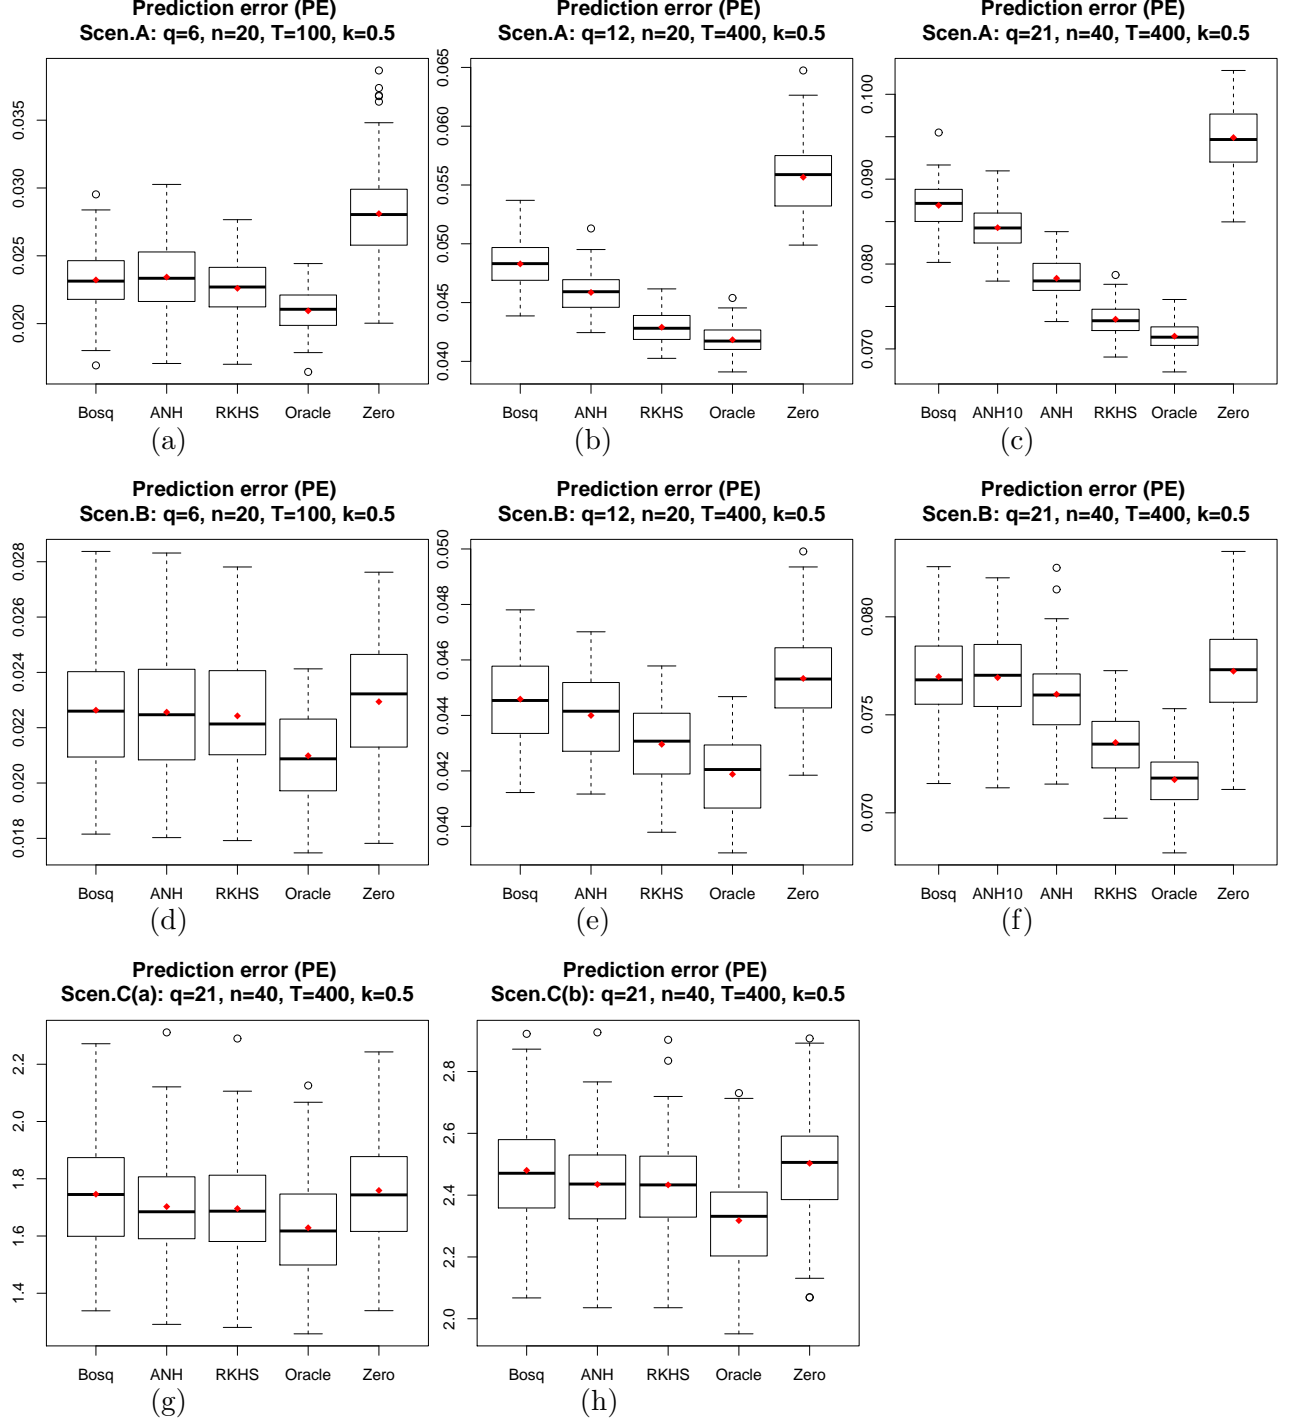 Prediction error (PE)
Scen.A: q=6, n=20, T=100, k=0.5
0.035
0.030
0.025
0.020
Bosq ANH RKHS Oracle Zero
(a)
Prediction error (PE)
Scen.A: q=12, n=20, T=400, k=0.5
0.065
0.060
0.055
0.050
0.045
0.040
Bosq ANH RKHS Oracle Zero
(b)
Prediction error (PE)
Scen.A: q=21, n=40, T=400, k=0.5
0.100
0.090
0.080
0.070
Bosq ANH10 ANH RKHS Oracle Zero
(c)
Prediction error (PE)
Scen.B: q=6, n=20, T=100, k=0.5
0.028
0.026
0.024
0.022
0.020
0.018
Bosq ANH RKHS Oracle Zero
(d)
Prediction error (PE)
Scen.B: q=12, n=20, T=400, k=0.5
0.050
0.048
0.046
0.044
0.042
0.040
Bosq ANH RKHS Oracle Zero
(e)
Prediction error (PE)
Scen.B: q=21, n=40, T=400, k=0.5
0.080
0.075
0.070
Bosq ANH10 ANH RKHS Oracle Zero
(f)
Prediction error (PE)
Scen.C(a): q=21, n=40, T=400, k=0.5
2.2
2.0
1.8
1.6
1.4
Bosq ANH RKHS Oracle Zero
(g)
Prediction error (PE)
Scen.C(b): q=21, n=40, T=400, k=0.5
2.8
2.6
2.4
2.2
2.0
Bosq ANH RKHS Oracle Zero
(h)